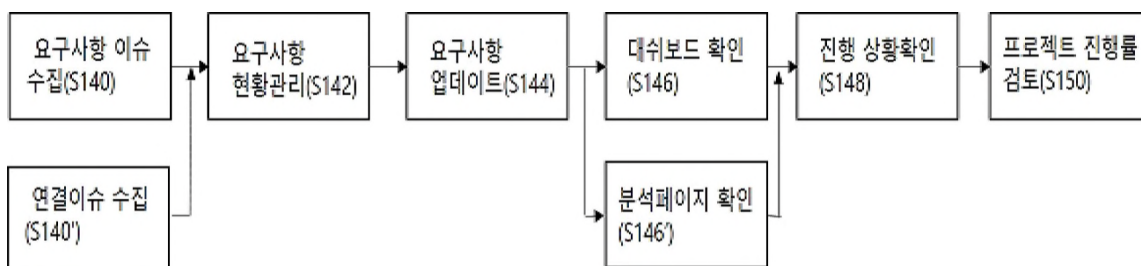 요구사항 이슈
수집(S140)
요구사항
현황관리(S142)
요구사항
업데이트(S144)
대쉬보드 확인
(S146)
진행 상황확인
(S148)
프로젝트 진행률
검토(S150)
연결이슈 수집
(S140')
분석페이지 확인
(S146')